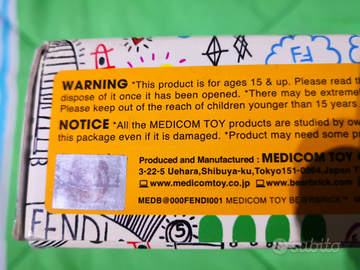 WARNING *This product is for ages 15 & up. Please read th
dispose of it once it has been opened. *There may be extremel
Please keep out of the reach of children younger than 15 years
NOTICE *All the MEDICOM TOY products are studied by ow
this package even if it is damaged. *Product may need some p
Produced and Manufactured : MEDICOM TOY
3-22-5 Uehara,Shibuya-ku,Tokyo151-0064,Japan T
www.medicomtoy.co.jp www.bearbrick.
MEDB@000FENDI001 MEDICOM TOY BE@RBRICK
FENDI
5
subito